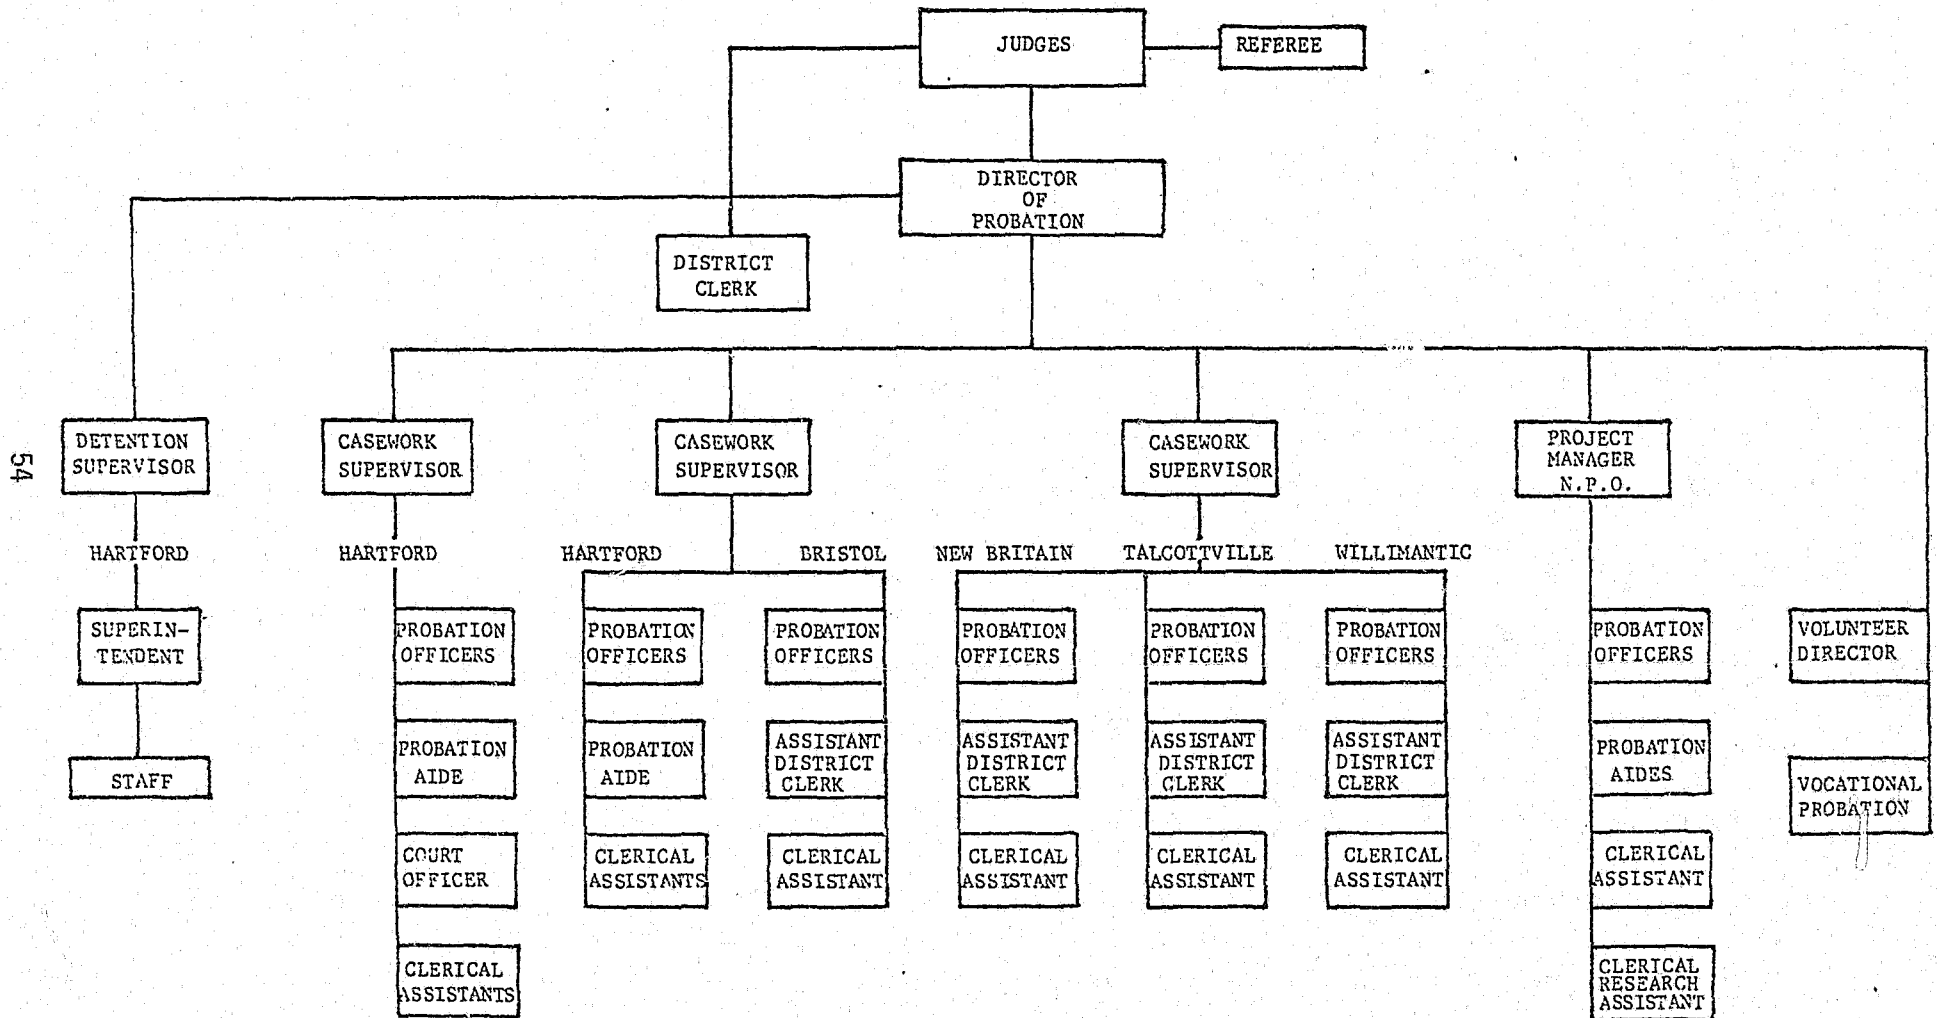 JUDGES
REFEREE
DIRECTOR
OF
PROBATION
DISTRICT
CLERK
54
DETENTION
SUPERVISOR
CASEWORK
SUPERVISOR
CASEWORK
SUPERVISOR
CASEWORK
SUPERVISOR
PROJECT
MANAGER
N.P.O.
HARTFORD
HARTFORD
HARTFORD
BRISTOL
NEW BRITAIN
TALCOTTVILLE
WILLIMANTIC
SUPERIN-
TENDENT
PROBATION
OFFICERS
PROBATION
OFFICERS
PROBATION
OFFICERS
PROBATION
OFFICERS
PROBATION
OFFICERS
PROBATION
OFFICERS
PROBATION
OFFICERS
VOLUNTEER
DIRECTOR
STAFF
PROBATION
AIDE
PROBATION
AIDE
ASSISTANT
DISTRICT
CLERK
ASSISTANT
DISTRICT
CLERK
ASSISTANT
DISTRICT
CLERK
ASSISTANT
DISTRICT
CLERK
PROBATION
AIDES
VOCATIONAL
PROBATION
COURT
OFFICER
CLERICAL
ASSISTANTS
CLERICAL
ASSISTANT
CLERICAL
ASSISTANT
CLERICAL
ASSISTANT
CLERICAL
ASSISTANT
CLERICAL
ASSISTANT
CLERICAL
ASSISTANTS
CLERICAL
RESEARCH
ASSISTANT